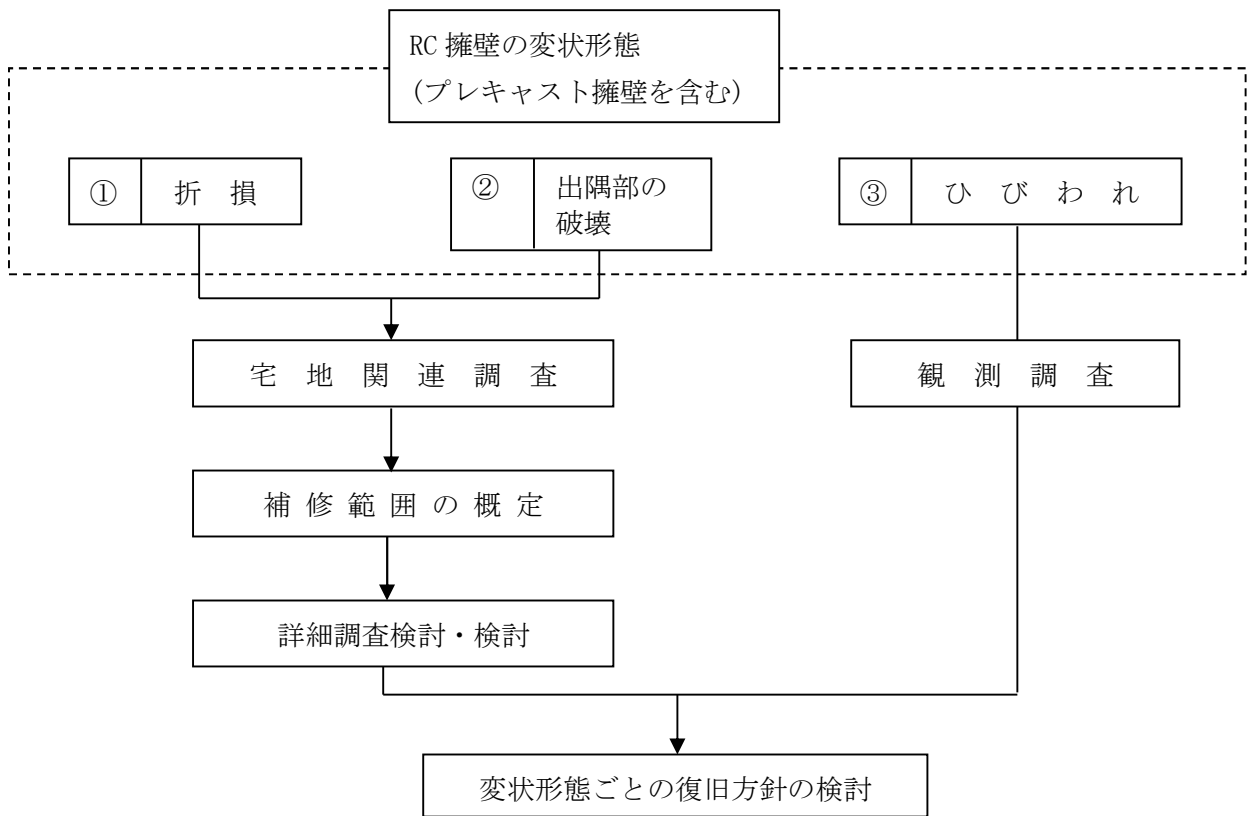 RC 擁壁の変状形態
(プレキャスト擁壁を含む)
① 折 損
② 出隅部の
破壊
③ ひ び わ れ
宅 地 関 連 調 査
観 測 調 査
補 修 範 囲 の 概 定
詳細調査検討・検討
変状形態ごとの復旧方針の検討